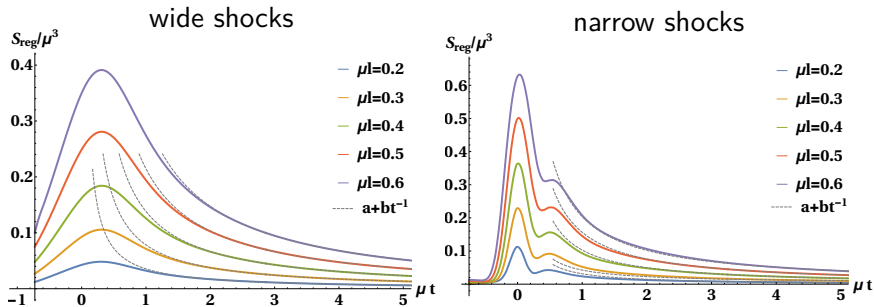 wide shocks
S_reg/μ³
0.4
0.3
0.2
0.1
-1 0 1 2 3 4 5 μ t
μl=0.2
μl=0.3
μl=0.4
μl=0.5
μl=0.6
a+bt⁻¹
narrow shocks
S_reg/μ³
0.6
0.5
0.4
0.3
0.2
0.1
0 1 2 3 4 5 μ t
μl=0.2
μl=0.3
μl=0.4
μl=0.5
μl=0.6
a+bt⁻¹